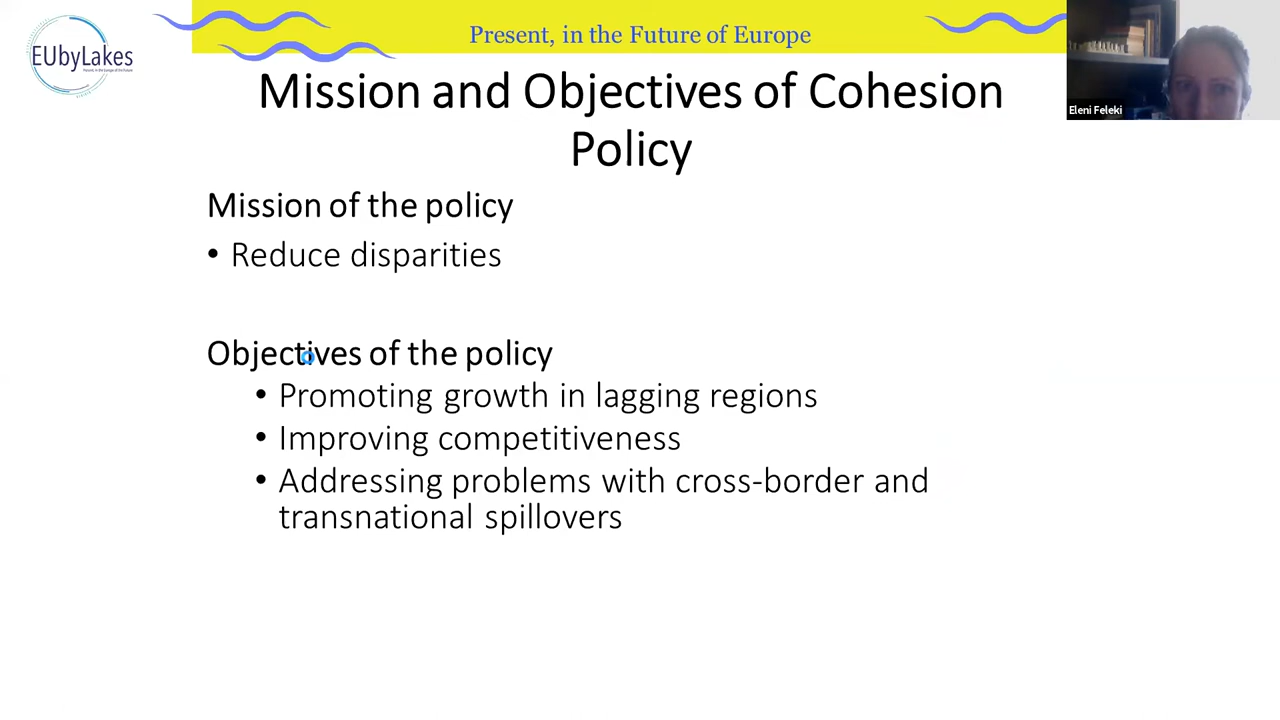 EUbyLakes
Present, in the Future of Europe
Eleni Feleki
Mission and Objectives of Cohesion
Policy
Mission of the policy
• Reduce disparities
Objectives of the policy
• Promoting growth in lagging regions
• Improving competitiveness
• Addressing problems with cross-border and
transnational spillovers